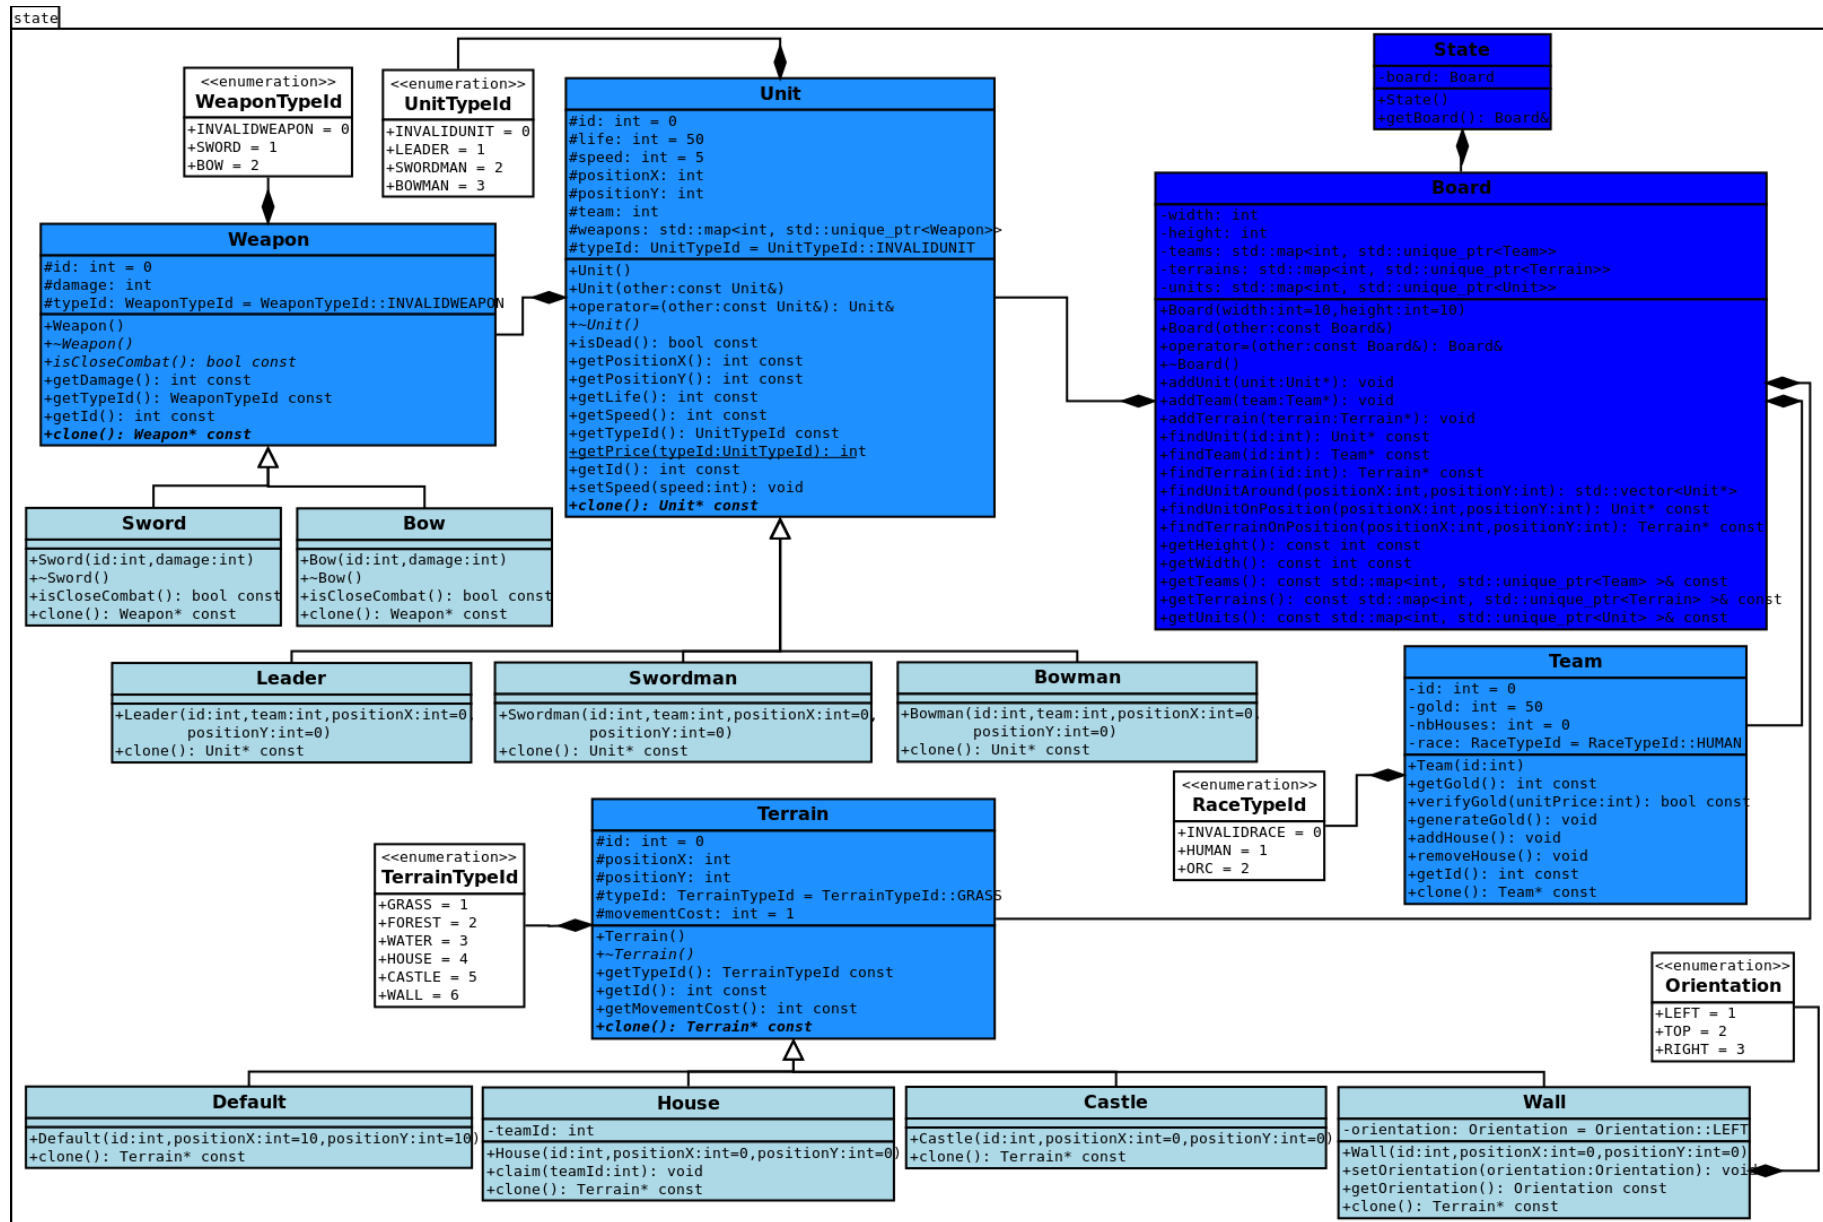 state
<<enumeration>>
WeaponTypeId
+INVALIDWEAPON = 0
+SWORD = 1
+BOW = 2
<<enumeration>>
UnitTypeId
+INVALIDUNIT = 0
+LEADER = 1
+SWORDMAN = 2
+BOWMAN = 3
Unit
#id: int = 0
#life: int = 50
#speed: int = 5
#positionX: int
#positionY: int
#team: int
#weapons: std::map<int, std::unique_ptr<Weapon>>
#typeId: UnitTypeId = UnitTypeId::INVALIDUNIT
+Unit()
+Unit(other:const Unit&)
+operator=(other:const Unit&): Unit&
+~Unit()
+isDead(): bool const
+getPositionX(): int const
+getPositionY(): int const
+getLife(): int const
+getSpeed(): int const
+getTypeId(): UnitTypeId const
+getPrice(typeId:UnitTypeId): int
+getId(): int const
+setSpeed(speed:int): void
+clone(): Unit* const
State
-board: Board
+State()
+getBoard(): Board&
Board
-width: int
-height: int
-teams: std::map<int, std::unique_ptr<Team>>
-terrains: std::map<int, std::unique_ptr<Terrain>>
-units: std::map<int, std::unique_ptr<Unit>>
+Board(width:int=10,height:int=10)
+Board(other:const Board&)
+operator=(other:const Board&): Board&
+~Board()
+addUnit(unit:Unit*): void
+addTeam(team:Team*): void
+addTerrain(terrain:Terrain*): void
+findUnit(id:int): Unit* const
+findTeam(id:int): Team* const
+findTerrain(id:int): Terrain* const
+findUnitAround(positionX:int,positionY:int): std::vector<Unit*>
+findUnitOnPosition(positionX:int,positionY:int): Unit* const
+findTerrainOnPosition(positionX:int,positionY:int): Terrain* const
+getHeight(): const int const
+getWidth(): const int const
+getTeams(): const std::map<int, std::unique_ptr<Team> >& const
+getTerrains(): const std::map<int, std::unique_ptr<Terrain> >& const
+getUnits(): const std::map<int, std::unique_ptr<Unit> >& const
Weapon
#id: int = 0
#damage: int
#typeId: WeaponTypeId = WeaponTypeId::INVALIDWEAPON
+Weapon()
+~Weapon()
+isCloseCombat(): bool const
+getDamage(): int const
+getTypeId(): WeaponTypeId const
+getId(): int const
+clone(): Weapon* const
Sword
+Sword(id:int,damage:int)
+~Sword()
+isCloseCombat(): bool const
+clone(): Weapon* const
Bow
+Bow(id:int,damage:int)
+~Bow()
+isCloseCombat(): bool const
+clone(): Weapon* const
Leader
+Leader(id:int,team:int,positionX:int=0,
positionY:int=0)
+clone(): Unit* const
Swordman
+Swordman(id:int,team:int,positionX:int=0,
positionY:int=0)
+clone(): Unit* const
Bowman
+Bowman(id:int,team:int,positionX:int=0,
positionY:int=0)
+clone(): Unit* const
Team
-id: int = 0
-gold: int = 50
-nbHouses: int = 0
-race: RaceTypeId = RaceTypeId::HUMAN
+Team(id:int)
+getGold(): int const
+verifyGold(unitPrice:int): bool const
+generateGold(): void
+addHouse(): void
+removeHouse(): void
+getId(): int const
+clone(): Team* const
<<enumeration>>
RaceTypeId
+INVALIDRACE = 0
+HUMAN = 1
+ORC = 2
<<enumeration>>
TerrainTypeId
+GRASS = 1
+FOREST = 2
+WATER = 3
+HOUSE = 4
+CASTLE = 5
+WALL = 6
Terrain
#id: int = 0
#positionX: int
#positionY: int
#typeId: TerrainTypeId = TerrainTypeId::GRASS
#movementCost: int = 1
+Terrain()
+~Terrain()
+getTypeId(): TerrainTypeId const
+getId(): int const
+getMovementCost(): int const
+clone(): Terrain* const
<<enumeration>>
Orientation
+LEFT = 1
+TOP = 2
+RIGHT = 3
Default
+Default(id:int,positionX:int=10,positionY:int=10)
+clone(): Terrain* const
House
-teamId: int
+House(id:int,positionX:int=0,positionY:int=0)
+claim(teamId:int): void
+clone(): Terrain* const
Castle
+Castle(id:int,positionX:int=0,positionY:int=0)
+clone(): Terrain* const
Wall
-orientation: Orientation = Orientation::LEFT
+Wall(id:int,positionX:int=0,positionY:int=0)
+setOrientation(orientation:Orientation): void
+getOrientation(): Orientation const
+clone(): Terrain* const